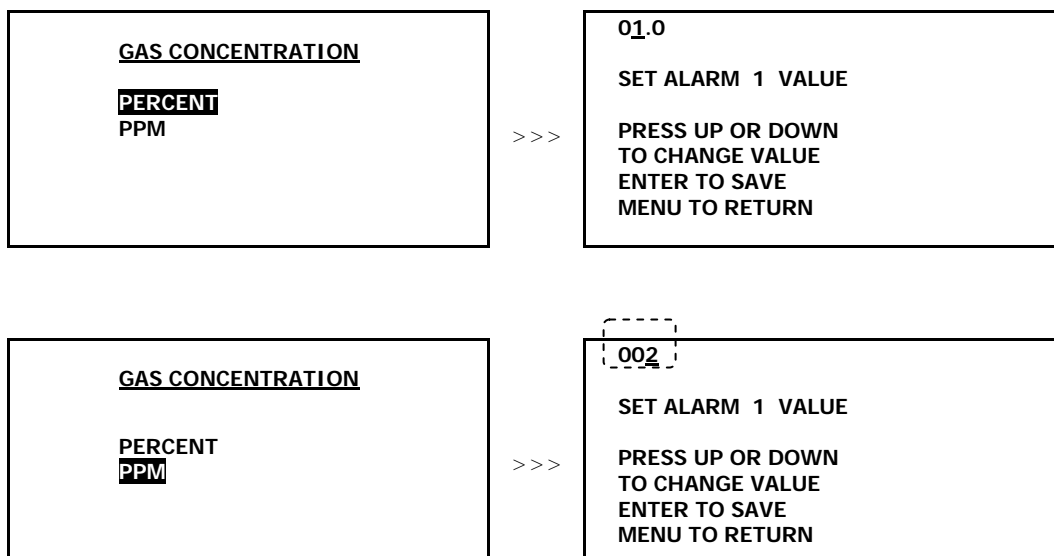 GAS CONCENTRATION
PERCENT
PPM
>>>
01.0
SET ALARM 1 VALUE
PRESS UP OR DOWN
TO CHANGE VALUE
ENTER TO SAVE
MENU TO RETURN
GAS CONCENTRATION
PERCENT
PPM
>>>
002
SET ALARM 1 VALUE
PRESS UP OR DOWN
TO CHANGE VALUE
ENTER TO SAVE
MENU TO RETURN